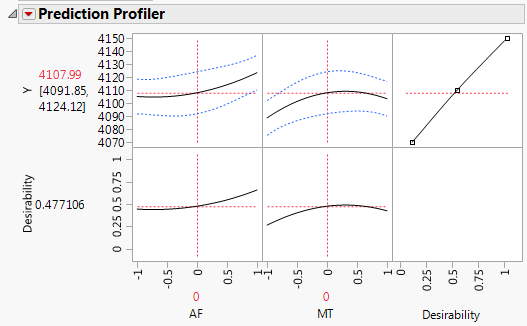 Prediction Profiler
4150
4140
4130
4120
4110
4100
4090
4080
4070
Y
4107.99
[4091.85,
4124.12]
1
0.75
0.5
0.25
0
Desirability
0.477106
-1 -0.5 0 0.5 1
-1 -0.5 0 0.5 1
0 0.25 0.5 0.75 1
0
0
AF
MT
Desirability